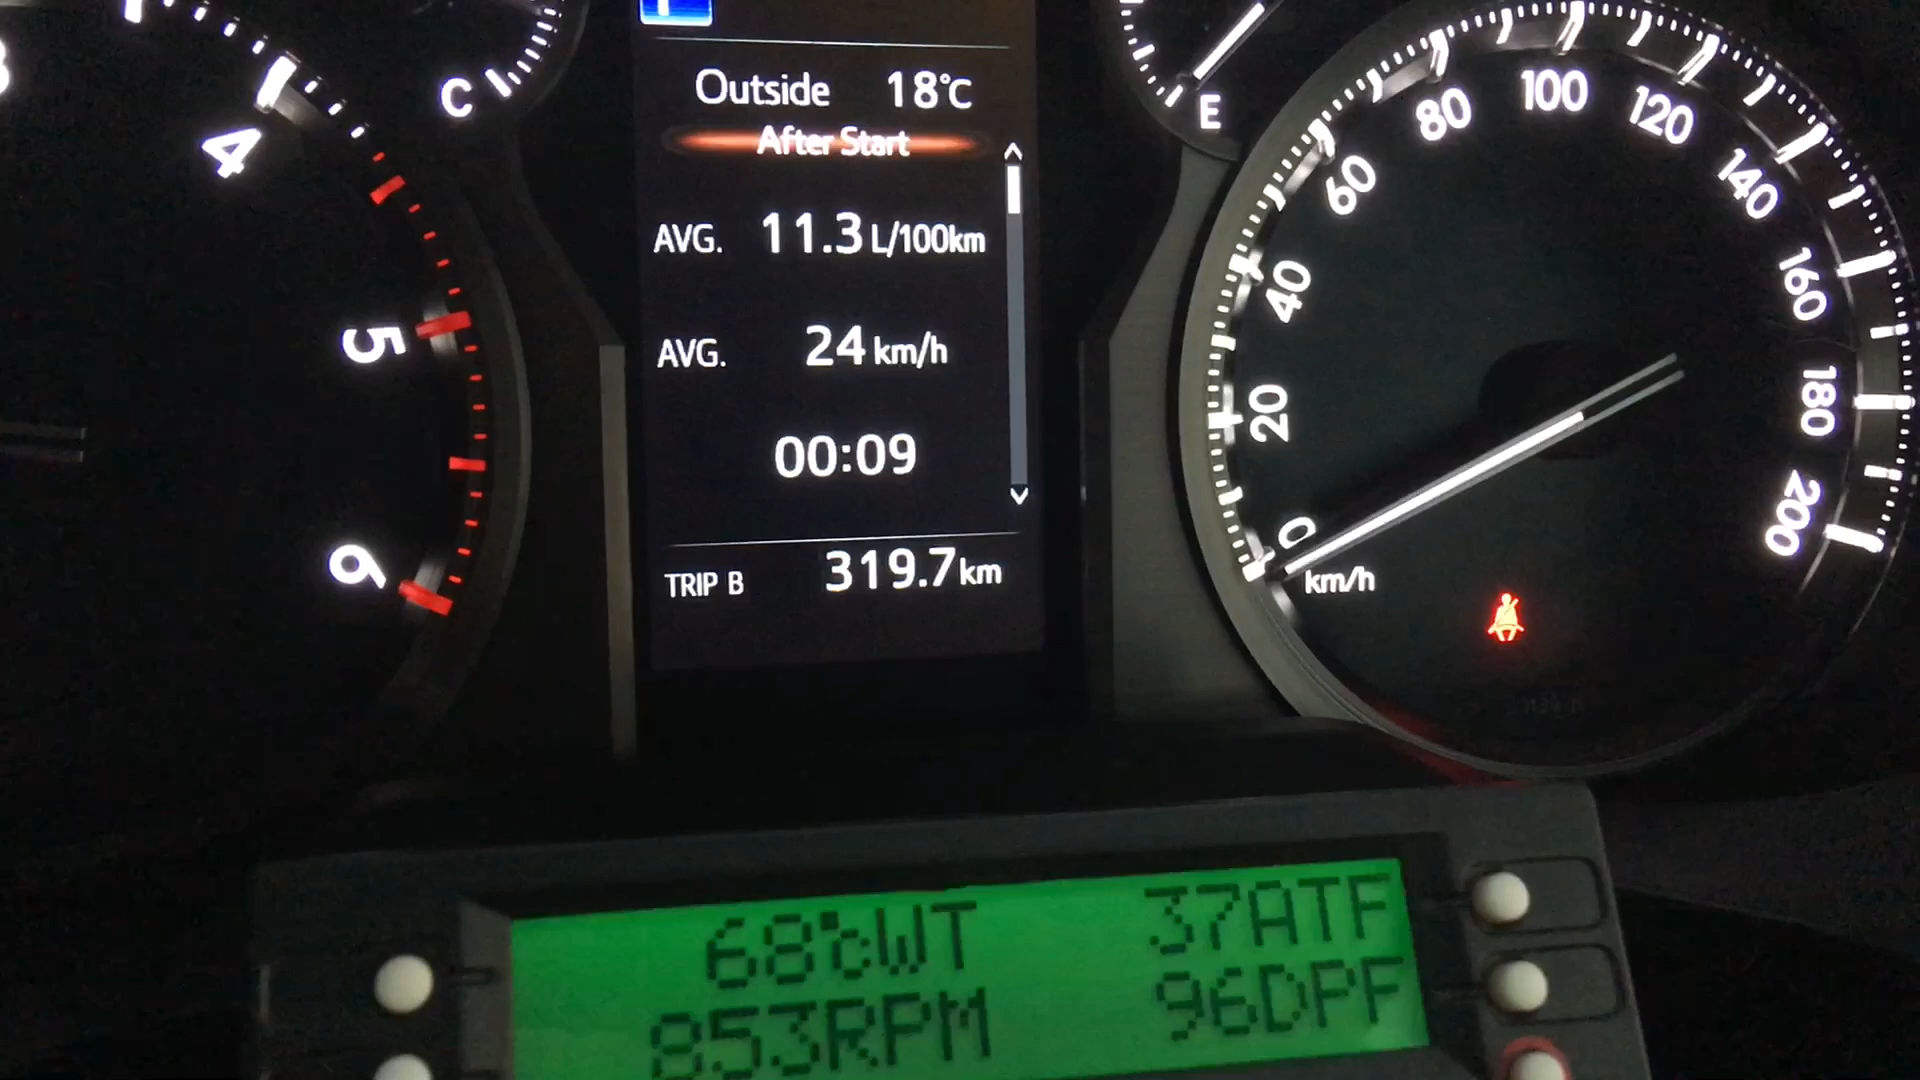 Outside 18°C
After Start
AVG. 11.3 L/100km
AVG. 24 km/h
00:09
TRIP B 319.7 km
4
5
6
C
E
0
20
40
60
80
100
120
140
160
180
200
km/h
68°CWT 37ATF
853RPM 96DPF